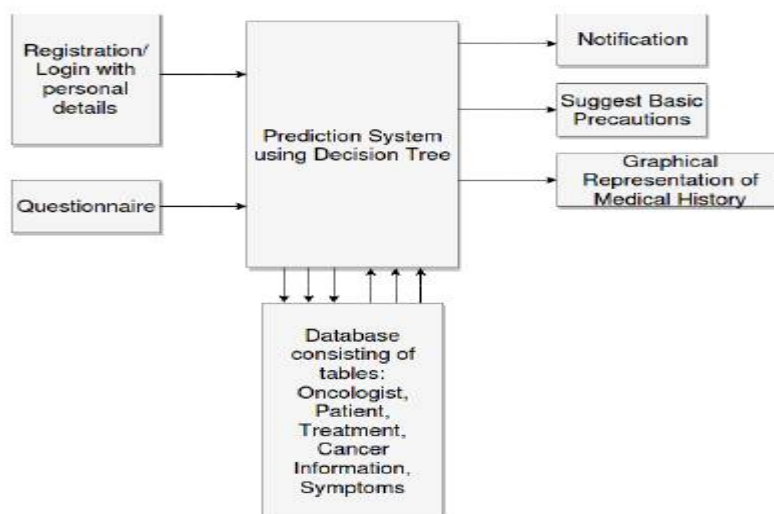 Registration/
Login with
personal
details
Questionnaire
Prediction System
using Decision Tree
Notification
Suggest Basic
Precautions
Graphical
Representation of
Medical History
Database
consisting of
tables:
Oncologist,
Patient,
Treatment,
Cancer
Information,
Symptoms